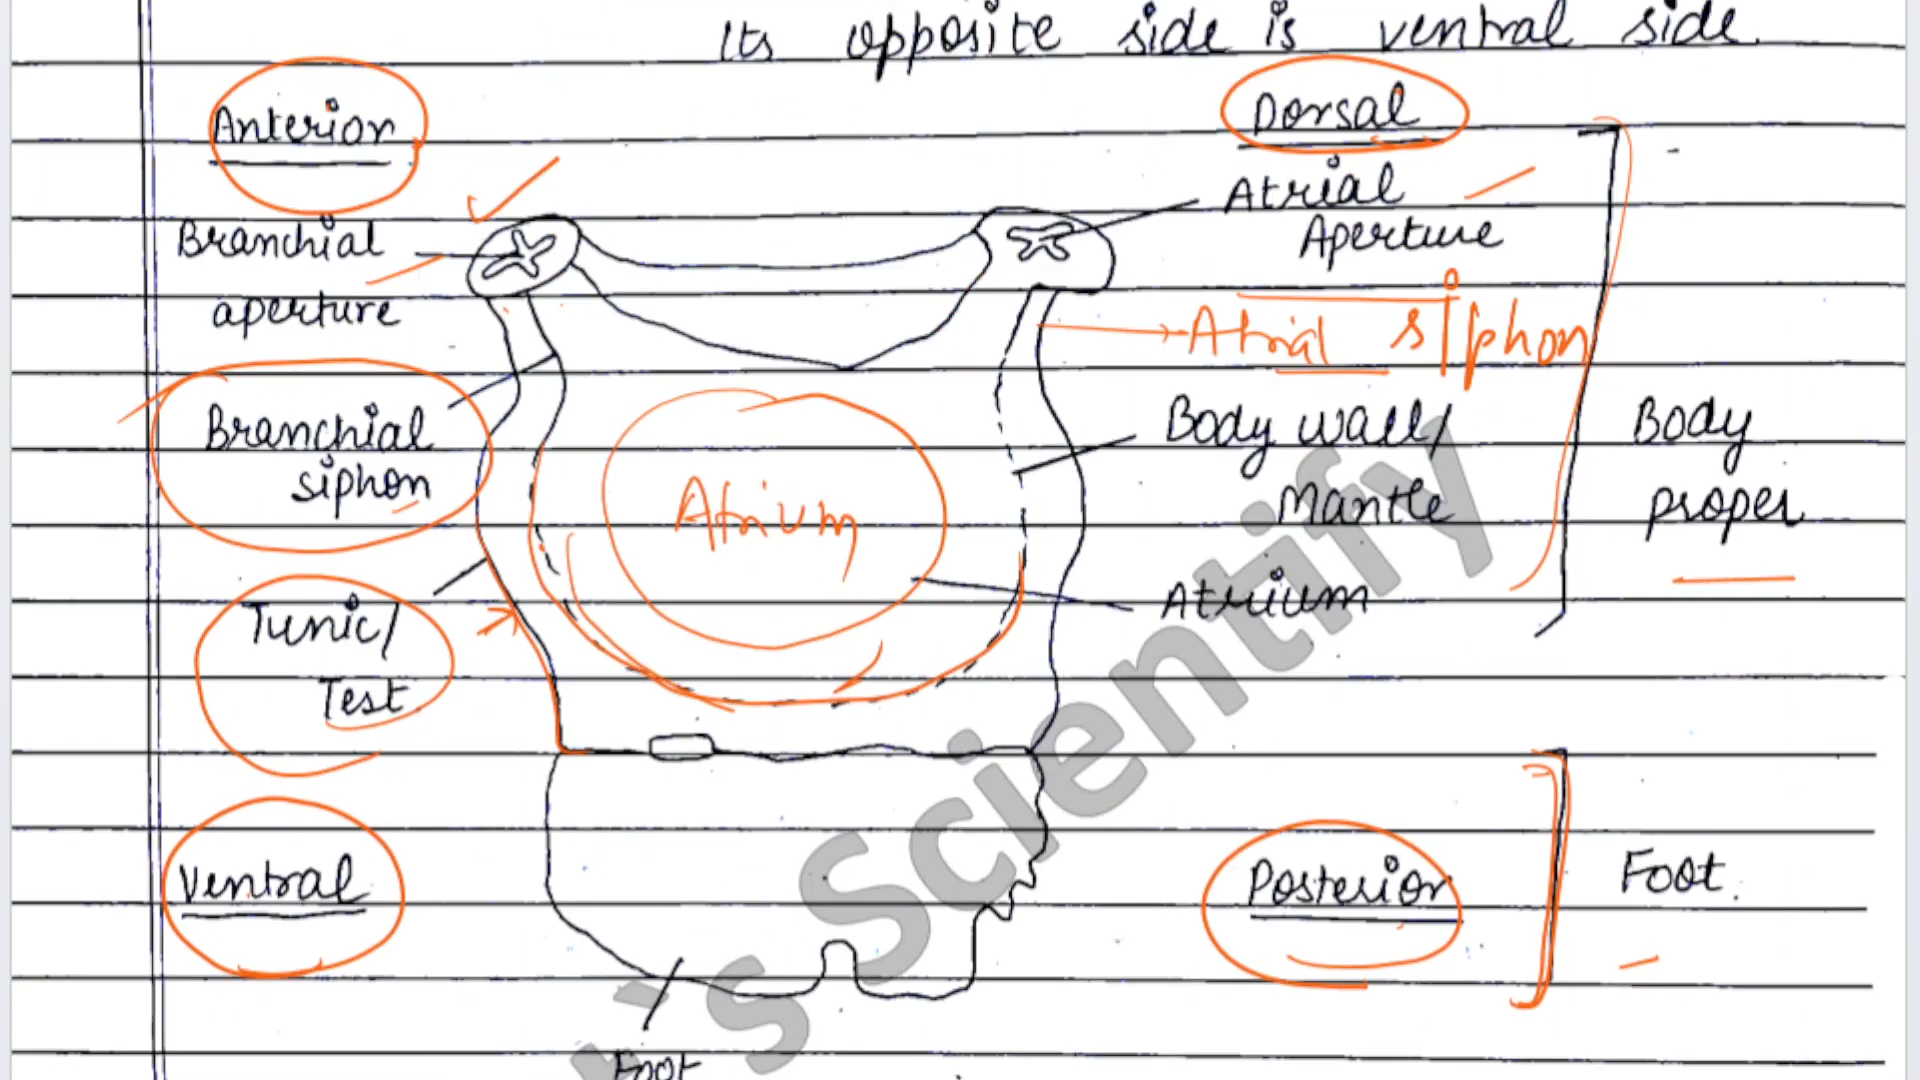 Its opposite side is ventral side.
Anterior
Dorsal
Atrial
Aperture
Branchial
aperture
Atrial siphon
Branchial
siphon
Body wall/
Mantle
Body
proper
Atrium
Atrium
Tunic/
Test
Ventral
Posterior
Foot.
Foot
's Scientify